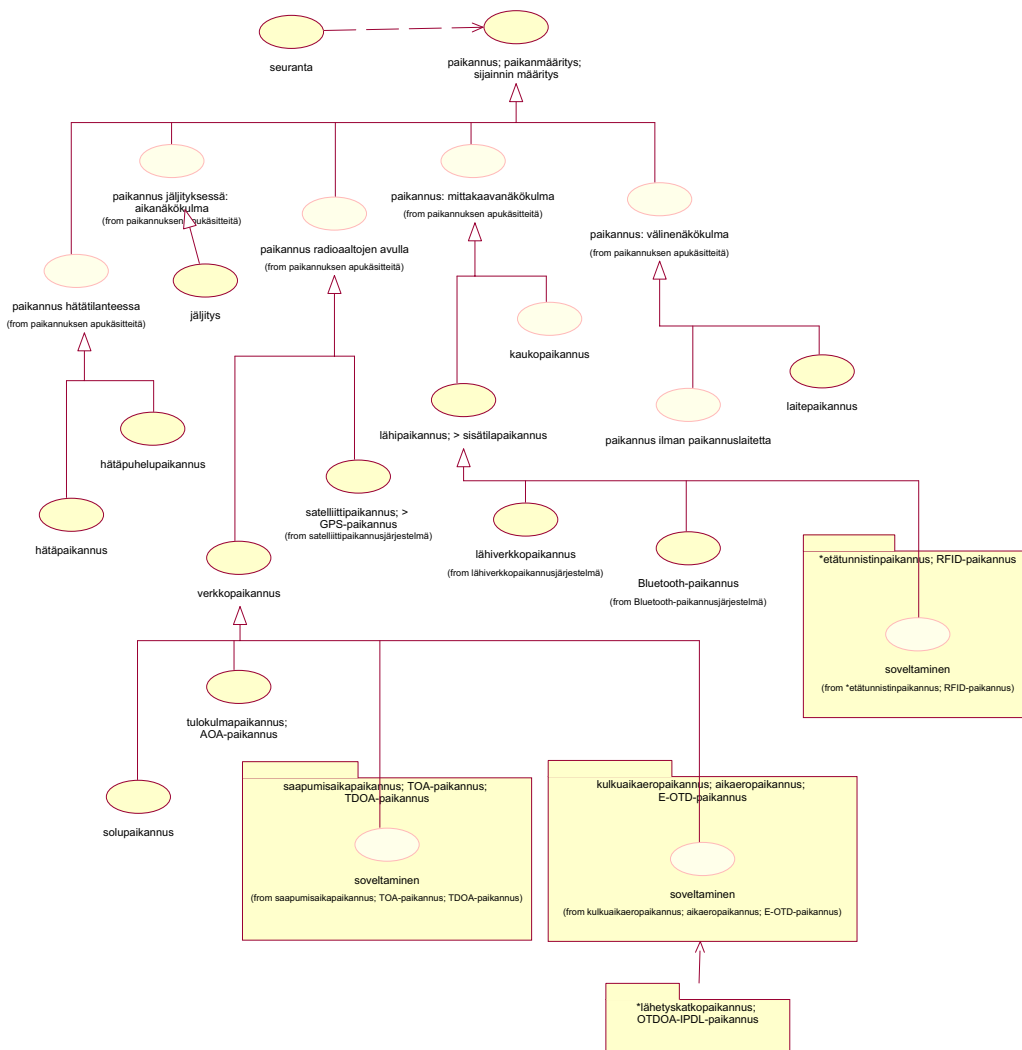 seuranta
paikannus; paikanmääritys;
sijainnin määritys
paikannus jäljityksessä:
aikanäkökulma
(from paikannuksen apukäsitteitä)
paikannus: mittakaavanäkökulma
(from paikannuksen apukäsitteitä)
paikannus radioaaltojen avulla
(from paikannuksen apukäsitteitä)
paikannus: välinenäkökulma
(from paikannuksen apukäsitteitä)
paikannus hätätilanteessa
(from paikannuksen apukäsitteitä)
jäljitys
kaukopaikannus
laitepaikannus
lähipaikannus; > sisätilapaikannus
paikannus ilman paikannuslaitetta
hätäpuhelupaikannus
hätäpaikannus
satelliittipaikannus; >
GPS-paikannus
(from satelliittipaikannusjärjestelmä)
lähiverkkopaikannus
(from lähiverkkopaikannusjärjestelmä)
Bluetooth-paikannus
(from Bluetooth-paikannusjärjestelmä)
*etätunnistinpaikannus; RFID-paikannus
verkkopaikannus
soveltaminen
(from *etätunnistinpaikannus; RFID-paikannus)
tulokulmapaikannus;
AOA-paikannus
solupaikannus
saapumisaikapaikannus; TOA-paikannus;
TDOA-paikannus
soveltaminen
(from saapumisaikapaikannus; TOA-paikannus; TDOA-paikannus)
kulkuaikaeropaikannus; aikaeropaikannus;
E-OTD-paikannus
soveltaminen
(from kulkuaikaeropaikannus; aikaeropaikannus; E-OTD-paikannus)
*lähetyskatkopaikannus;
OTDOA-IPDL-paikannus